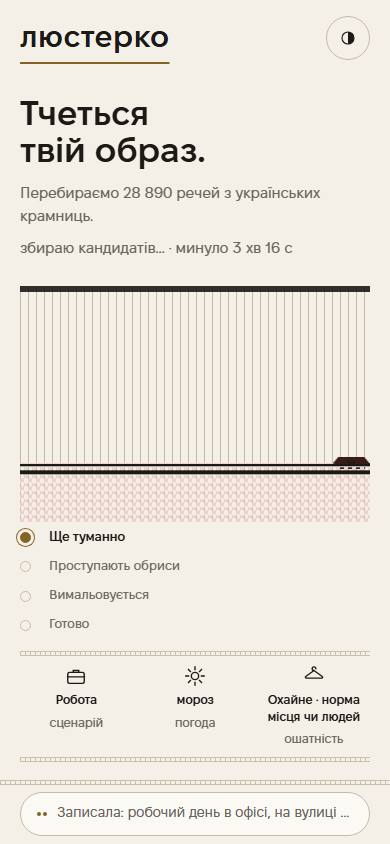 люстерко
Тчеться
твій образ.
Перебираємо 28 890 речей з українських
крамниць.
збираю кандидатів... · минуло 3 хв 16 с
Ще туманно
Проступають обриси
Вимальовується
Готово
Робота
сценарій
мороз
погода
Охайне · норма
місця чи людей
ошатність
Записала: робочий день в офісі, на вулиці ...